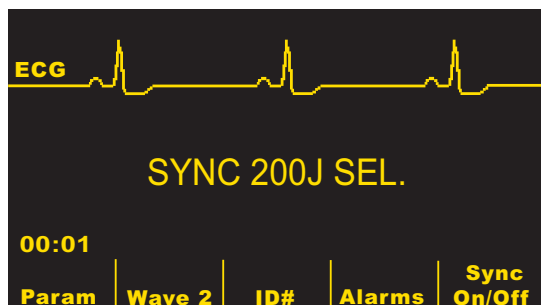 ECG
SYNC 200J SEL.
00:01
Param Wave 2 ID# Alarms Sync On/Off